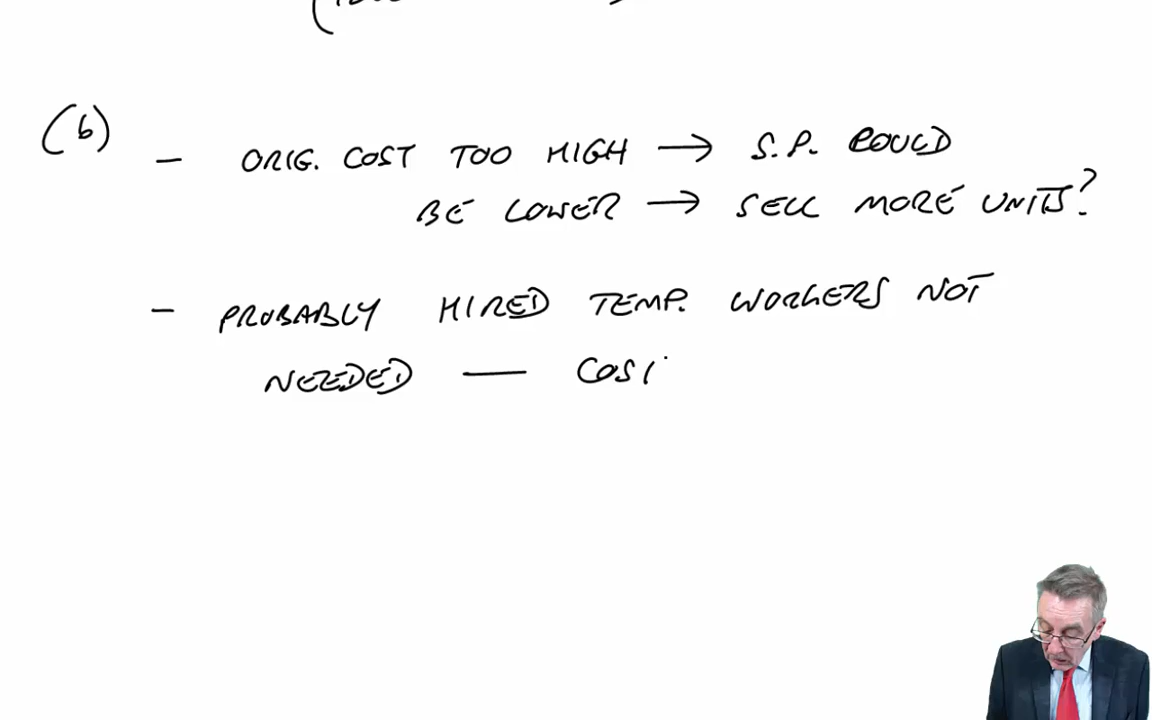 (b)
- ORIG. COST TOO HIGH → S.P. COULD
BE LOWER → SELL MORE UNITS?
- PROBABLY HIRED TEMP. WORKERS NOT
NEEDED — COST